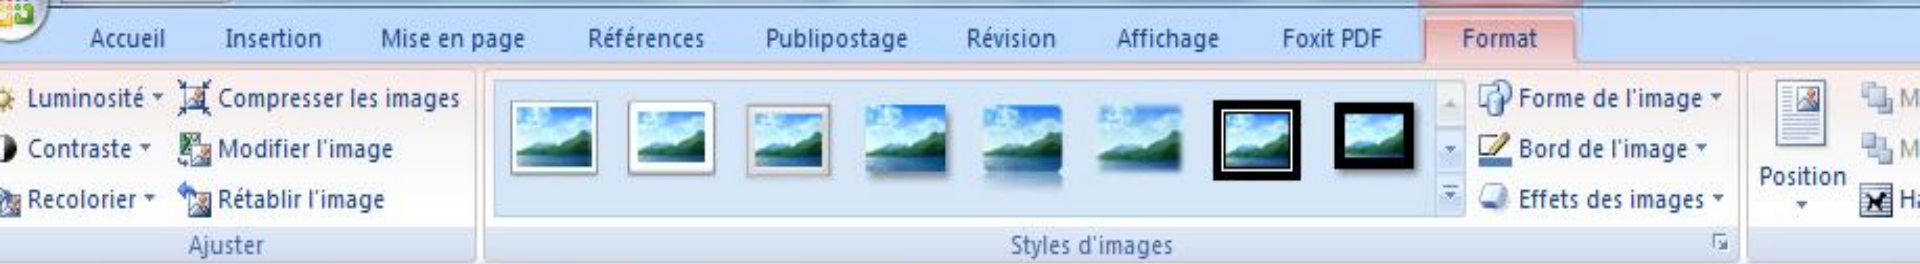 Accueil Insertion Mise en page Références Publipostage Révision Affichage Foxit PDF Format
Luminosité Compresser les images
Contraste Modifier l'image
Recolorier Rétablir l'image
Ajuster
Forme de l'image
Bord de l'image
Effets des images
Styles d'images
Position